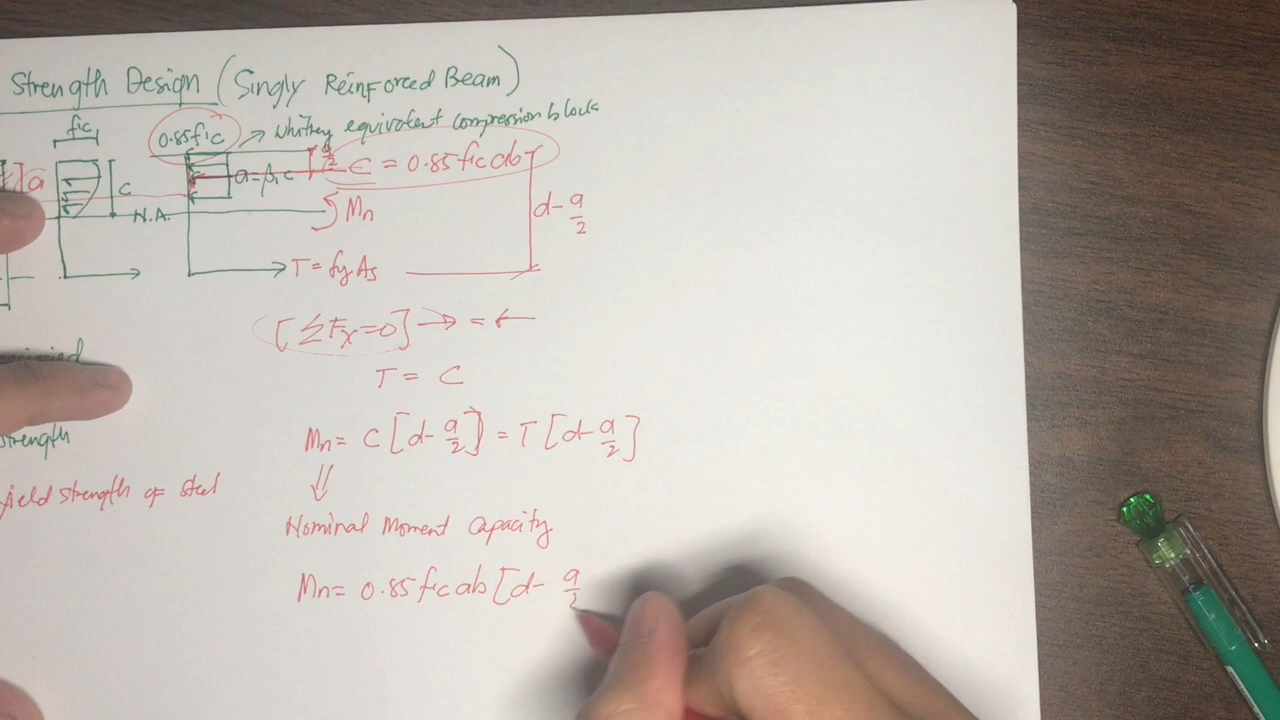 Strength Design (Singly Reinforced Beam)
f'c
0.85f'c → Whitney equivalent compression block
a
c
a=β1c
a/2
C = 0.85f'c ab
N.A.
Mn
d-a/2
T = fy As
[ΣFx=0] → = ←
T = C
strength
Mn = C [d-a/2] = T [d-a/2]
yield strength of steel
⇓
Nominal Moment Capacity
Mn = 0.85 f'c ab [d- a/2